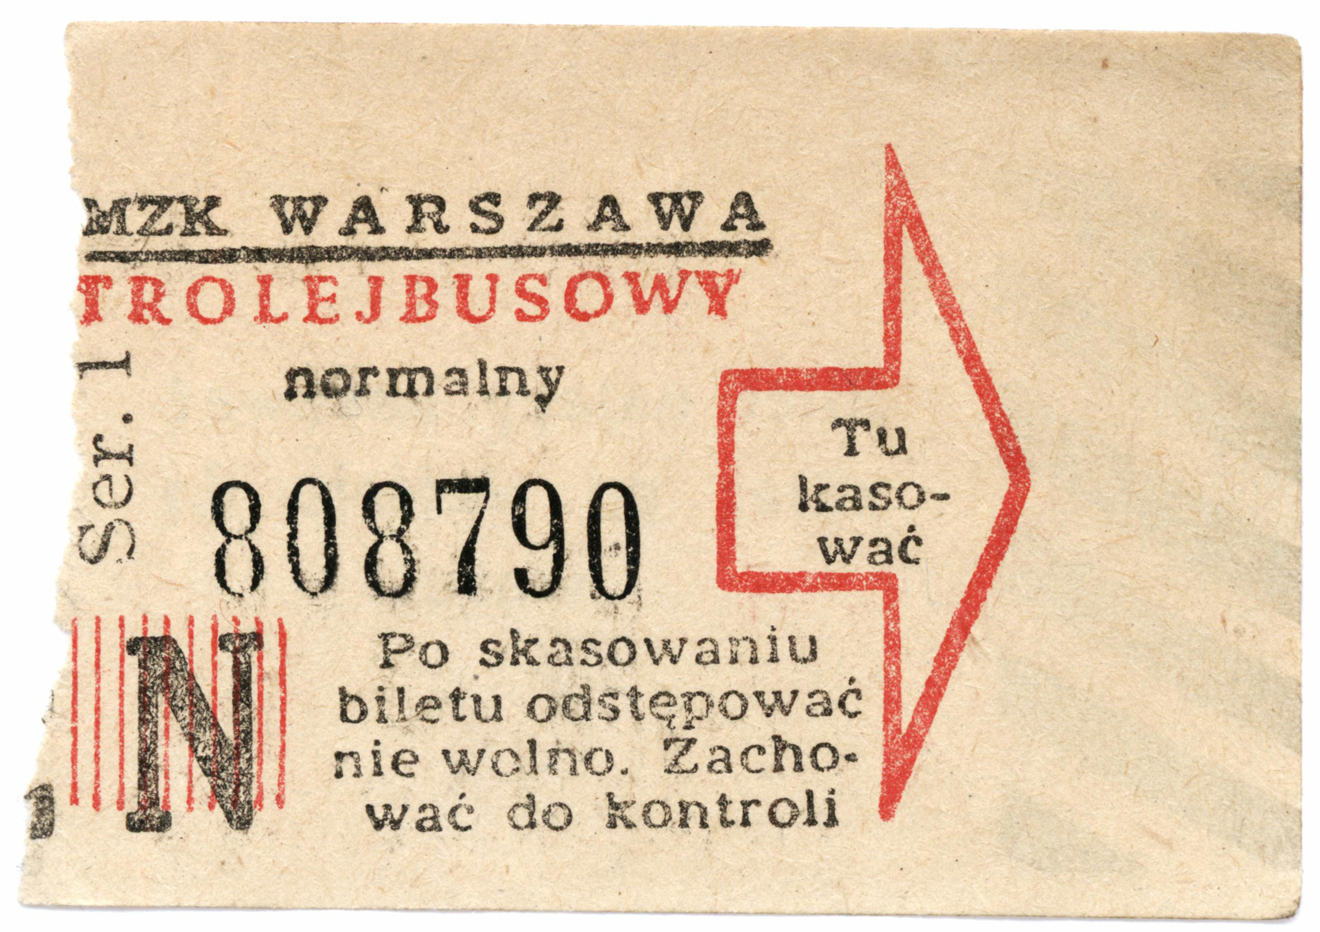 MZK WARSZAWA
TROLEJBUSOWY
normalny
Ser. 1
808790
N
Po skasowaniu
biletu odstępować
nie wolno. Zacho-
wać do kontroli
Tu
kaso-
wać